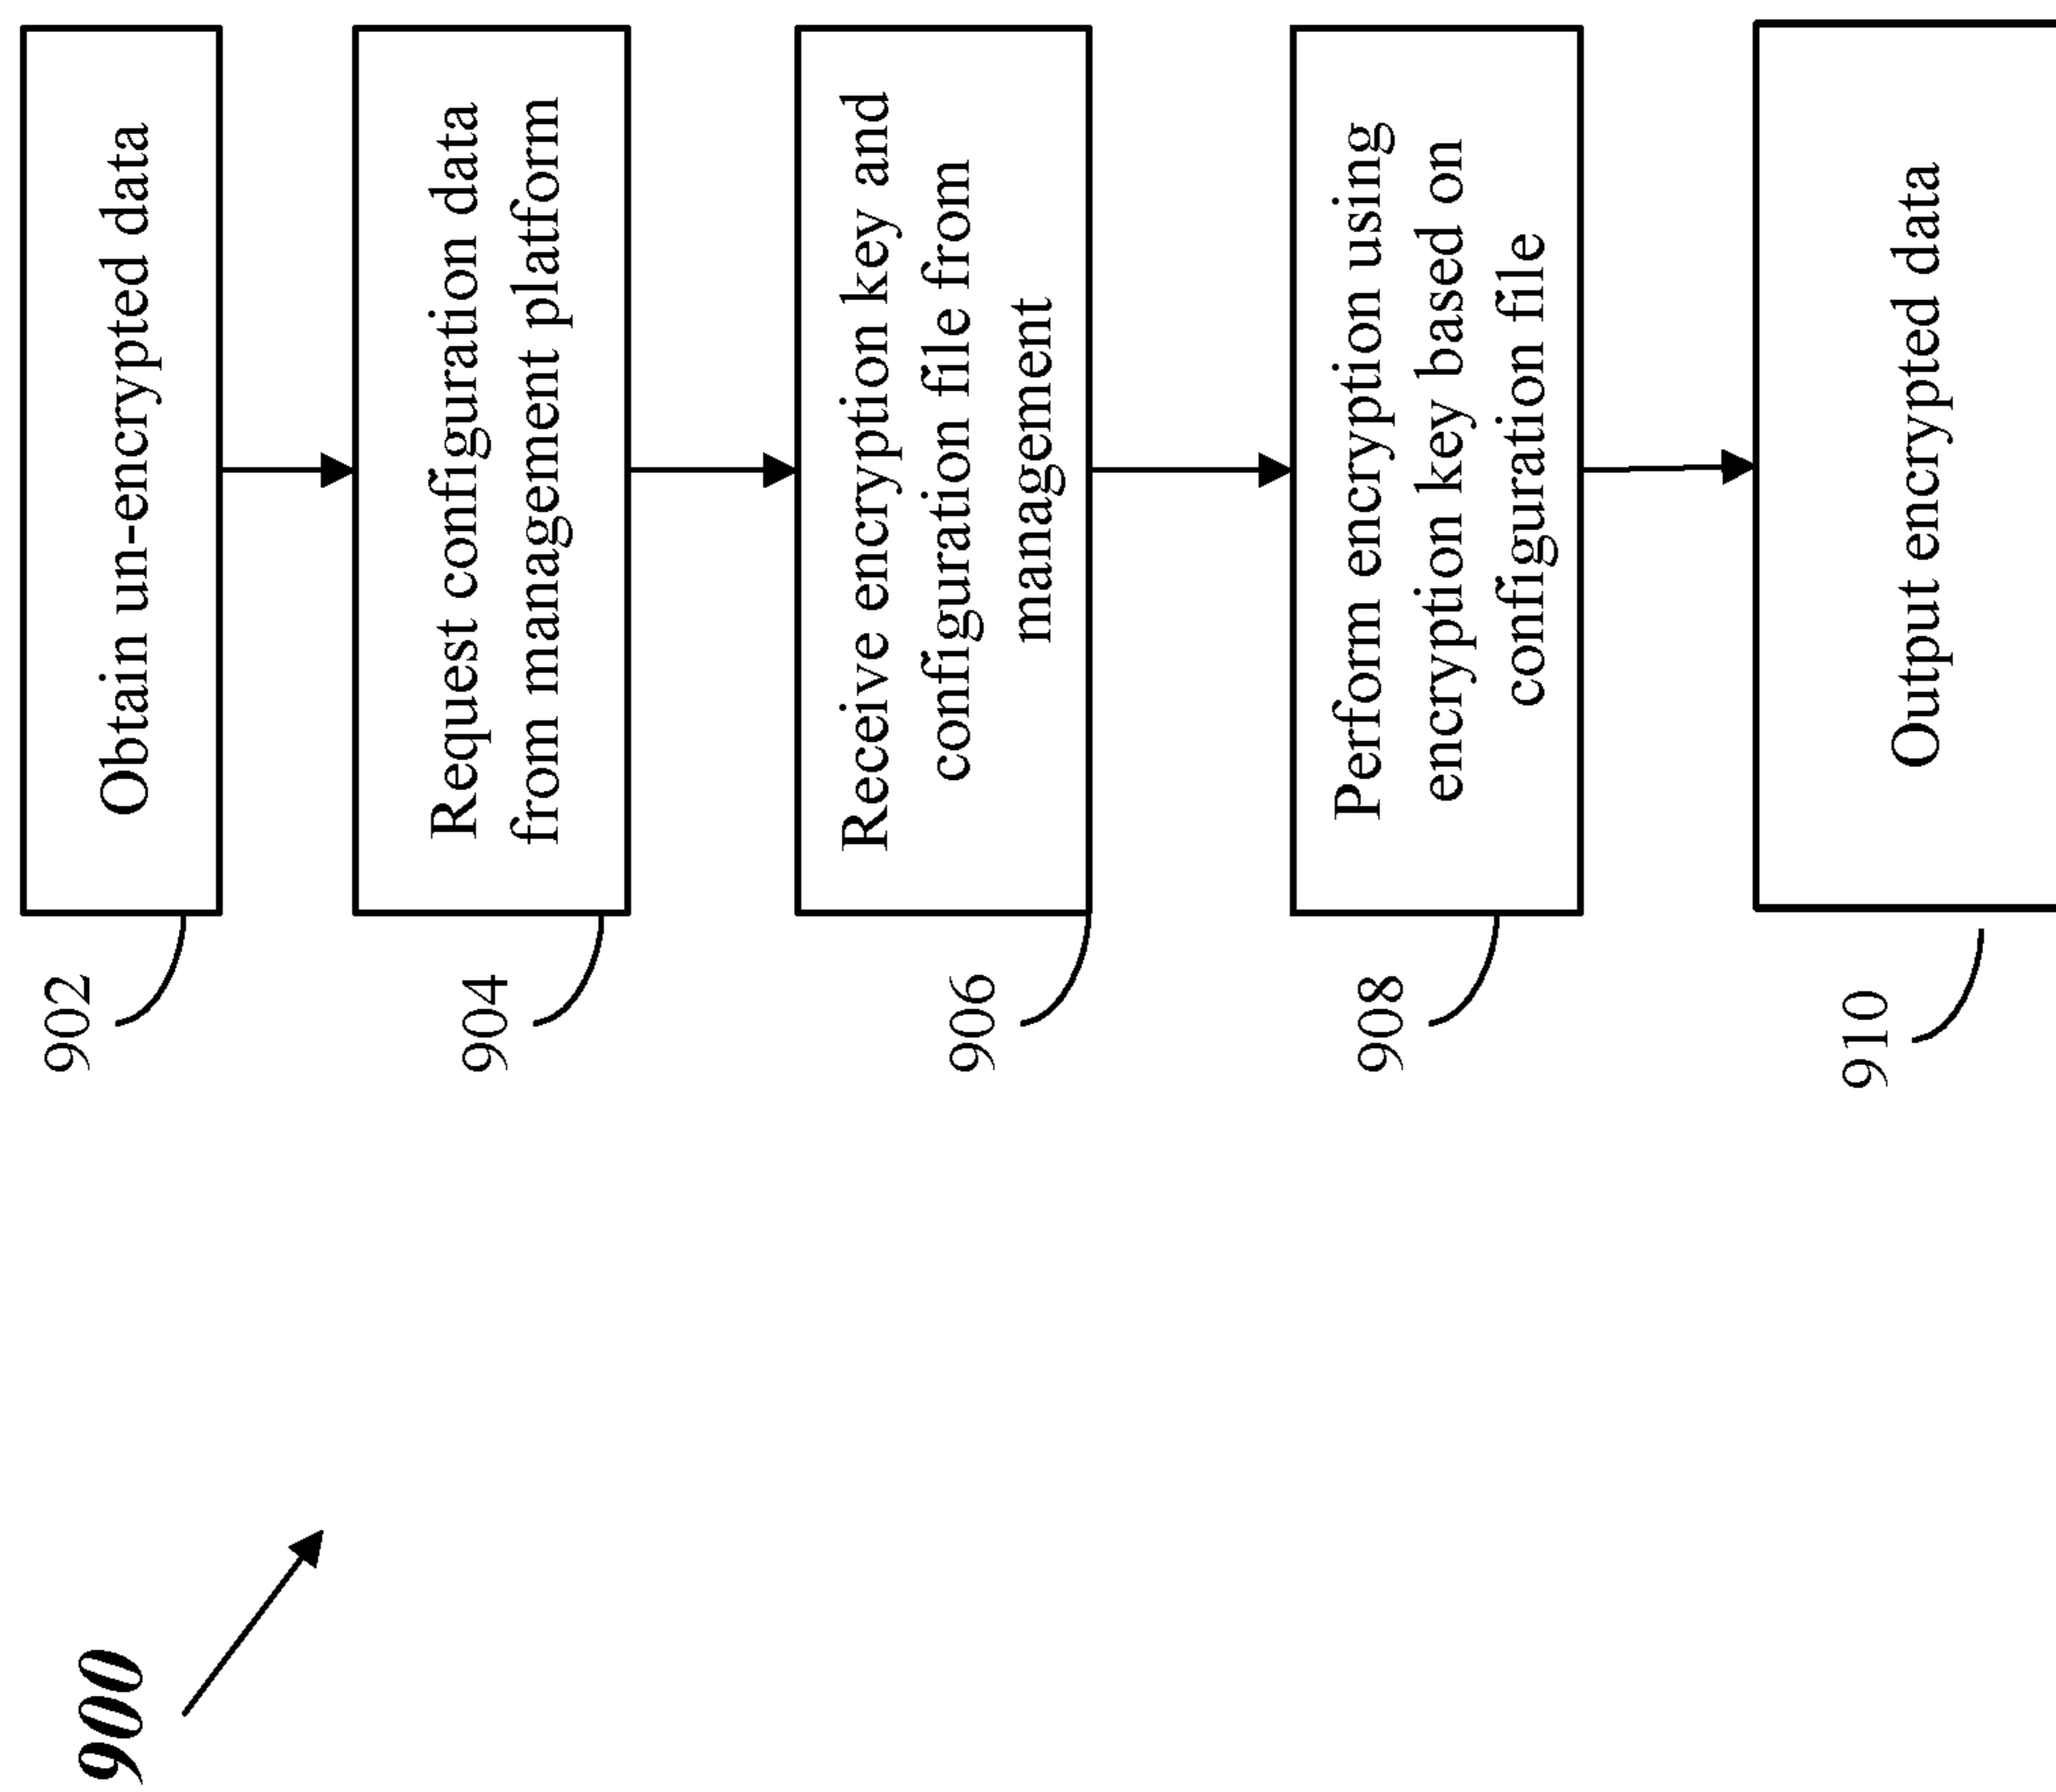 900
902
Obtain un-encrypted data
904
Request configuration data
from management platform
906
Receive encryption key and
configuration file from
management
908
Perform encryption using
encryption key based on
configuration file
910
Output encrypted data